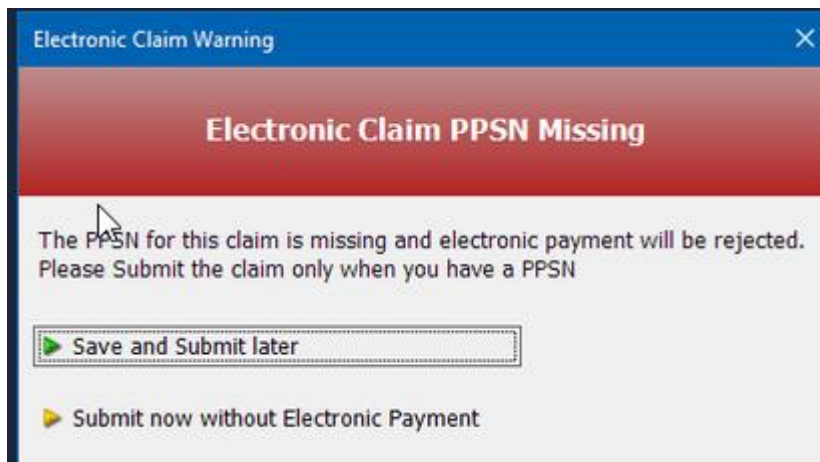 Electronic Claim Warning
Electronic Claim PPSN Missing
The PPSN for this claim is missing and electronic payment will be rejected.
Please Submit the claim only when you have a PPSN
Save and Submit later
Submit now without Electronic Payment